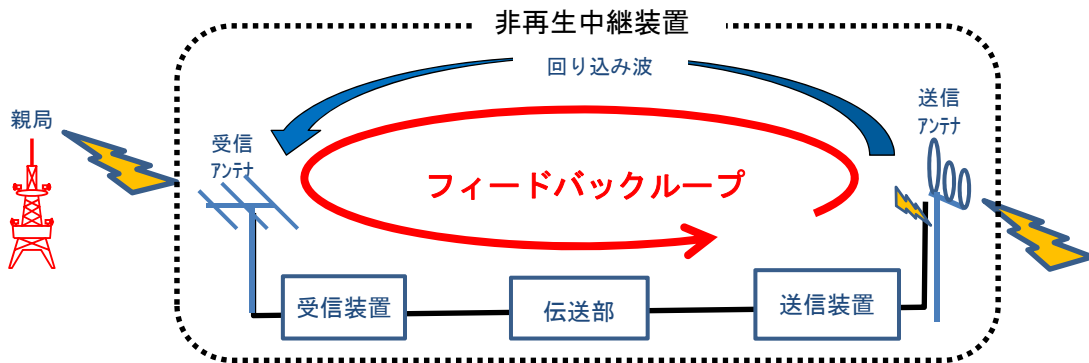 非再生中継装置
回り込み波
親局
受信
アンテナ
送信
アンテナ
フィードバックループ
受信装置
伝送部
送信装置